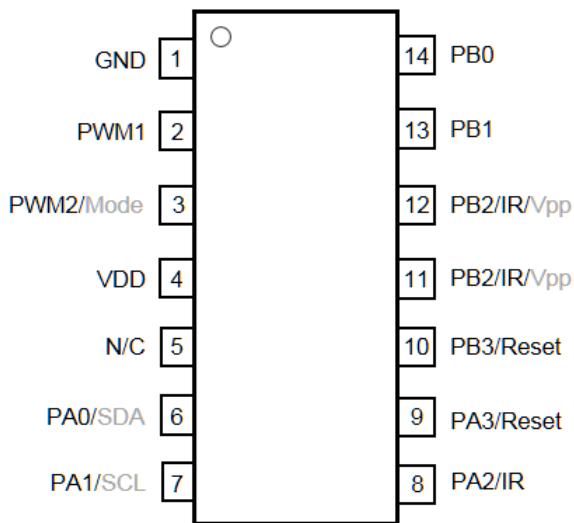 GND 1 14 PB0
PWM1 2 13 PB1
PWM2/Mode 3 12 PB2/IR/Vpp
VDD 4 11 PB2/IR/Vpp
N/C 5 10 PB3/Reset
PA0/SDA 6 9 PA3/Reset
PA1/SCL 7 8 PA2/IR